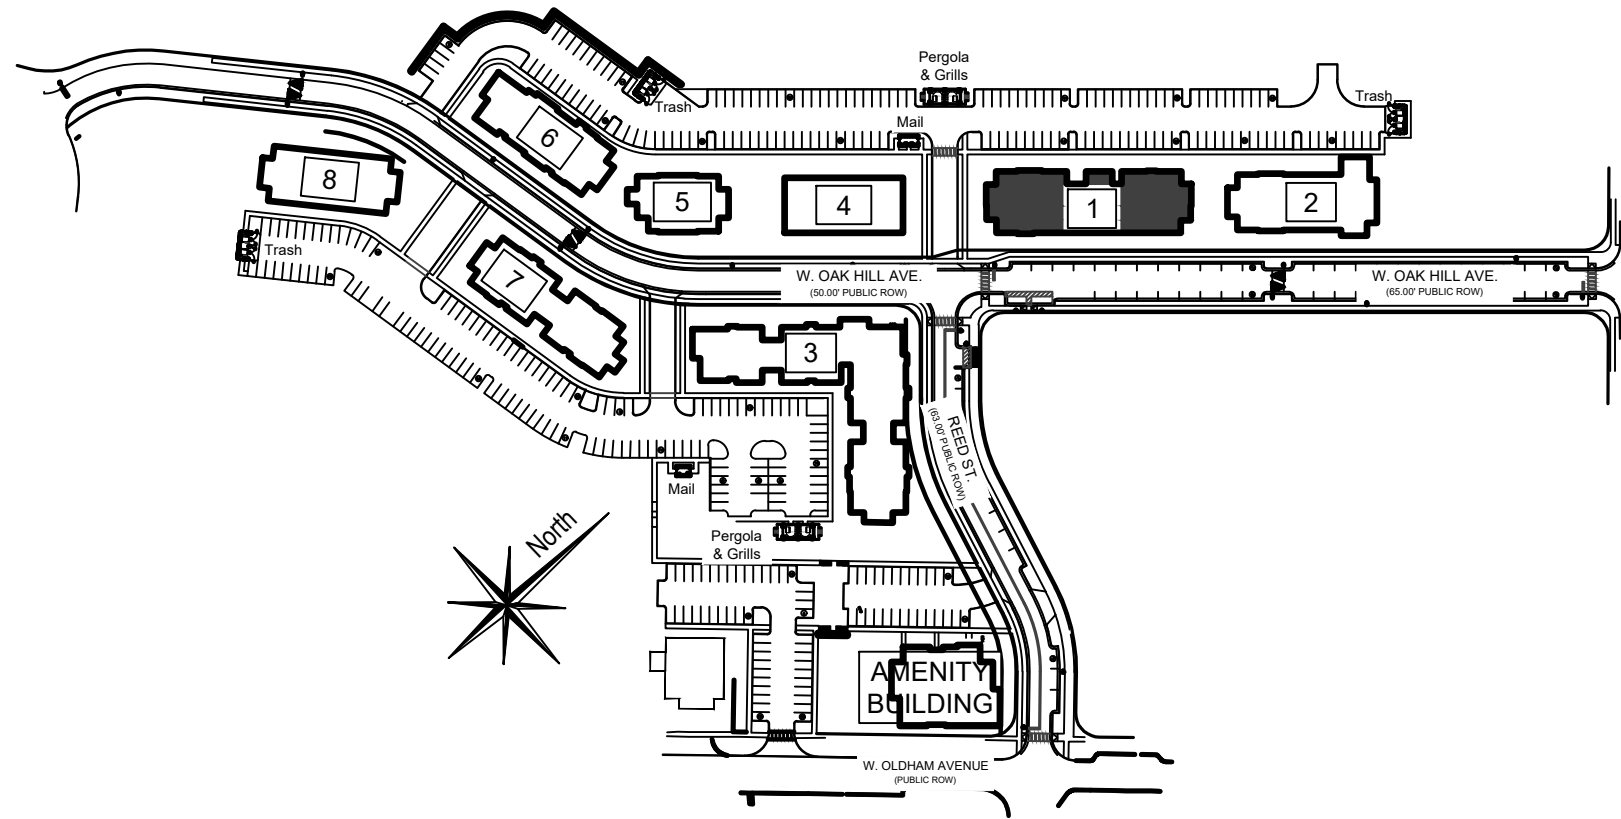 Pergola
& Grills
Trash
Trash
Mail
6
8
5
4
1
2
Trash
7
W. OAK HILL AVE.
(50.00' PUBLIC ROW)
W. OAK HILL AVE.
(65.00' PUBLIC ROW)
3
REED ST.
(63.00' PUBLIC ROW)
Mail
North
Pergola
& Grills
AMENITY
BUILDING
W. OLDHAM AVENUE
(PUBLIC ROW)